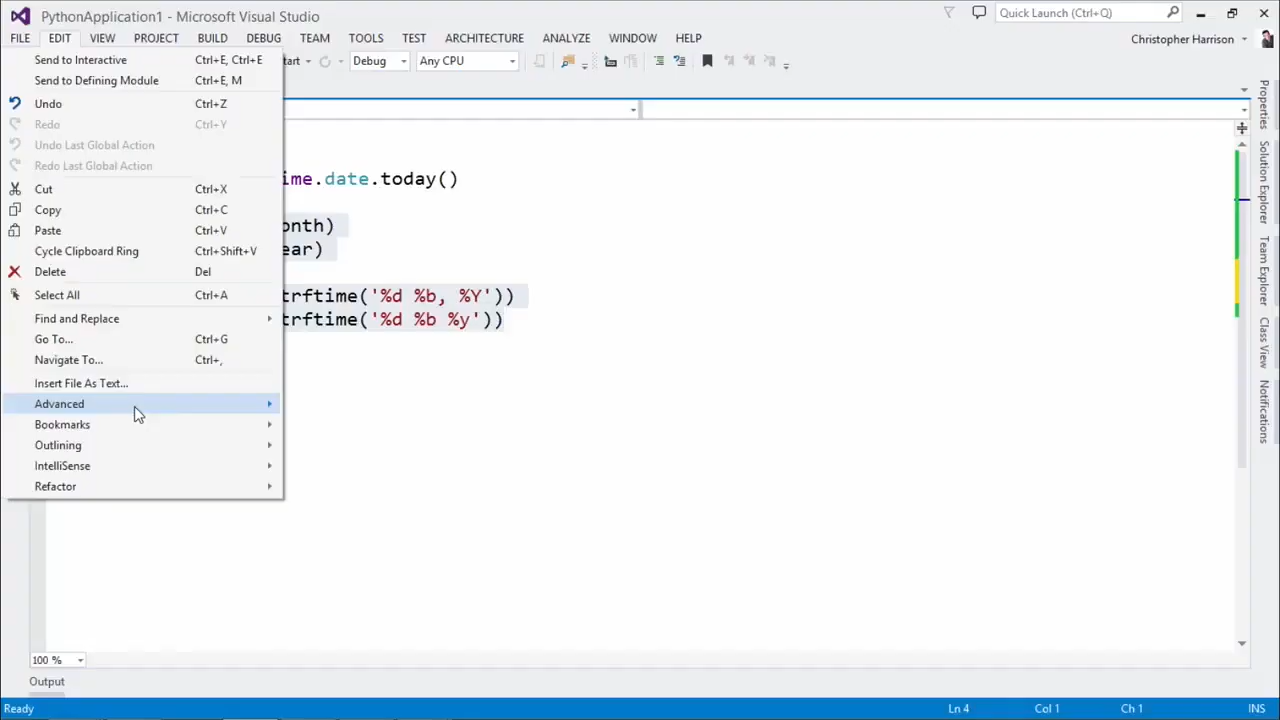 PythonApplication1 - Microsoft Visual Studio
Quick Launch (Ctrl+Q)
FILE EDIT VIEW PROJECT BUILD DEBUG TEAM TOOLS TEST ARCHITECTURE ANALYZE WINDOW HELP
Christopher Harrison
Send to Interactive Ctrl+E, Ctrl+E
tart Debug Any CPU
Send to Defining Module Ctrl+E, M
Undo Ctrl+Z
Redo Ctrl+Y
Undo Last Global Action
Redo Last Global Action
Cut Ctrl+X
Copy Ctrl+C
Paste Ctrl+V
Cycle Clipboard Ring Ctrl+Shift+V
Delete Del
Select All Ctrl+A
Find and Replace
Go To... Ctrl+G
Navigate To... Ctrl+,
Insert File As Text...
Advanced
Bookmarks
Outlining
IntelliSense
Refactor
ime.date.today()
onth)
ear)
trftime('%d %b, %Y'))
trftime('%d %b %y'))
Properties
Solution Explorer
Team Explorer
Class View
Notifications
100 %
Output
Ready Ln 4 Col 1 Ch 1 INS